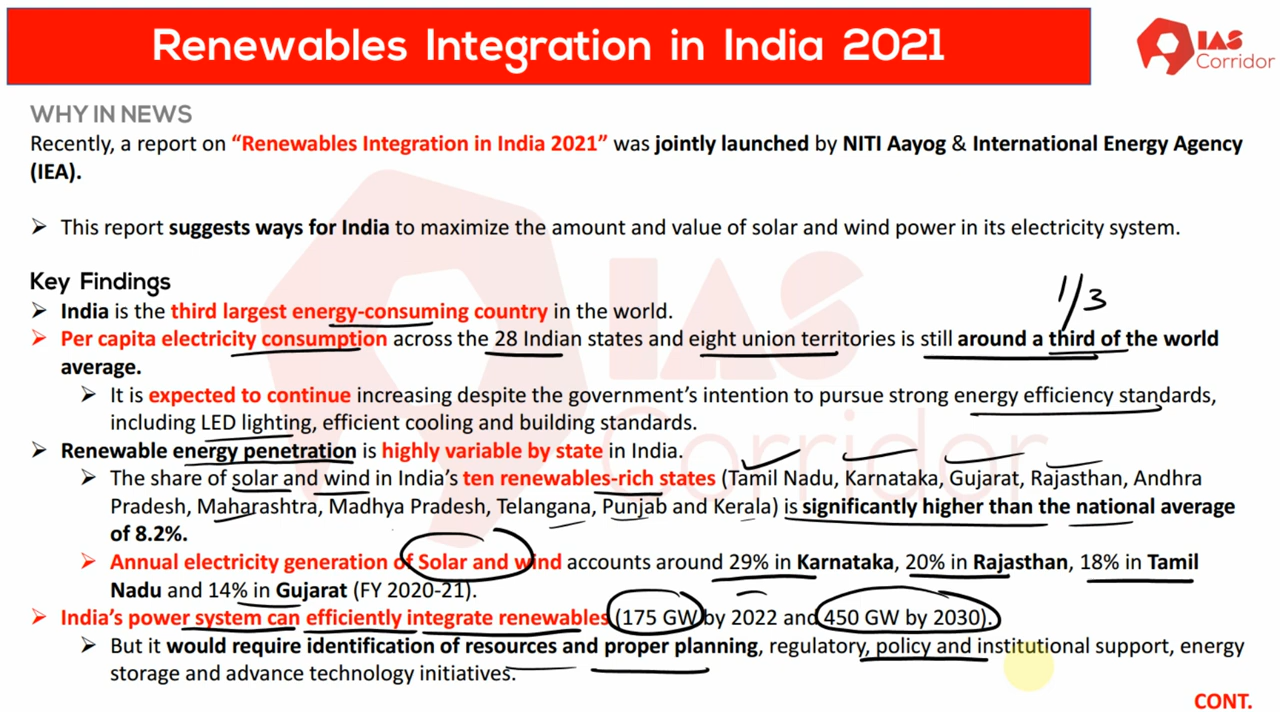 Renewables Integration in India 2021
IAS
Corridor
WHY IN NEWS
Recently, a report on “Renewables Integration in India 2021” was jointly launched by NITI Aayog & International Energy Agency
(IEA).
➢ This report suggests ways for India to maximize the amount and value of solar and wind power in its electricity system.
Key Findings
➢ India is the third largest energy-consuming country in the world.
1/3
➢ Per capita electricity consumption across the 28 Indian states and eight union territories is still around a third of the world
average.
➢ It is expected to continue increasing despite the government’s intention to pursue strong energy efficiency standards,
including LED lighting, efficient cooling and building standards.
➢ Renewable energy penetration is highly variable by state in India.
➢ The share of solar and wind in India’s ten renewables-rich states (Tamil Nadu, Karnataka, Gujarat, Rajasthan, Andhra
Pradesh, Maharashtra, Madhya Pradesh, Telangana, Punjab and Kerala) is significantly higher than the national average
of 8.2%.
➢ Annual electricity generation of Solar and wind accounts around 29% in Karnataka, 20% in Rajasthan, 18% in Tamil
Nadu and 14% in Gujarat (FY 2020-21).
➢ India’s power system can efficiently integrate renewables (175 GW by 2022 and 450 GW by 2030).
➢ But it would require identification of resources and proper planning, regulatory, policy and institutional support, energy
storage and advance technology initiatives.
IAS
Corridor
CONT.